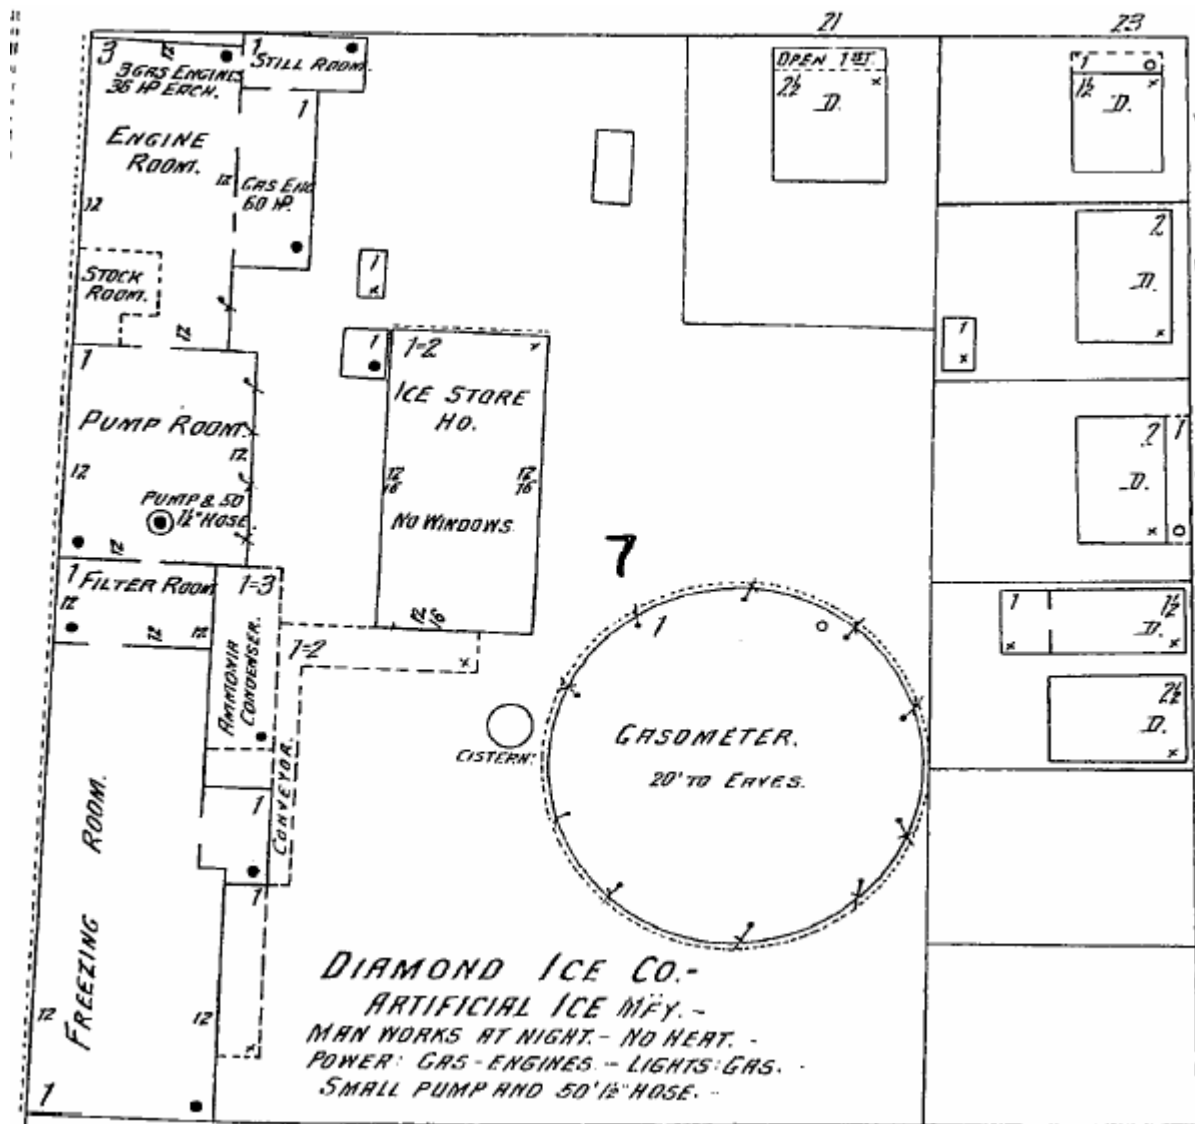 21
23
3
12
3 GAS ENGINES
36 HP EACH.
ENGINE
ROOM.
12
12
1
STILL ROOM.
1
GAS ENG
60 HP.
STOCK
ROOM.
12
OPEN 1ST.
2½
D.
x
1
1½
D.
x
2
D.
x
1
x
2
1
D.
x
1
1½
D.
x
x
2½
D.
x
1
x
1
1=2
x
ICE STORE
HO.
12
16
12
16
NO WINDOWS.
12
16
1
PUMP ROOM.
12
12
PUMP & 50
1½" HOSE
12
1
FILTER ROOM
12
12
12
1=3
AMMONIA
CONDENSER.
1=2
x
CONVEYOR.
7
1
GASOMETER.
20' TO EAVES.
CISTERN.
1
1
x
FREEZING ROOM.
12
12
1
DIAMOND ICE CO.-
ARTIFICIAL ICE MFY.-
MAN WORKS AT NIGHT.- NO HEAT.-
POWER: GAS-ENGINES.- LIGHTS: GAS.-
SMALL PUMP AND 50' 1½" HOSE.-